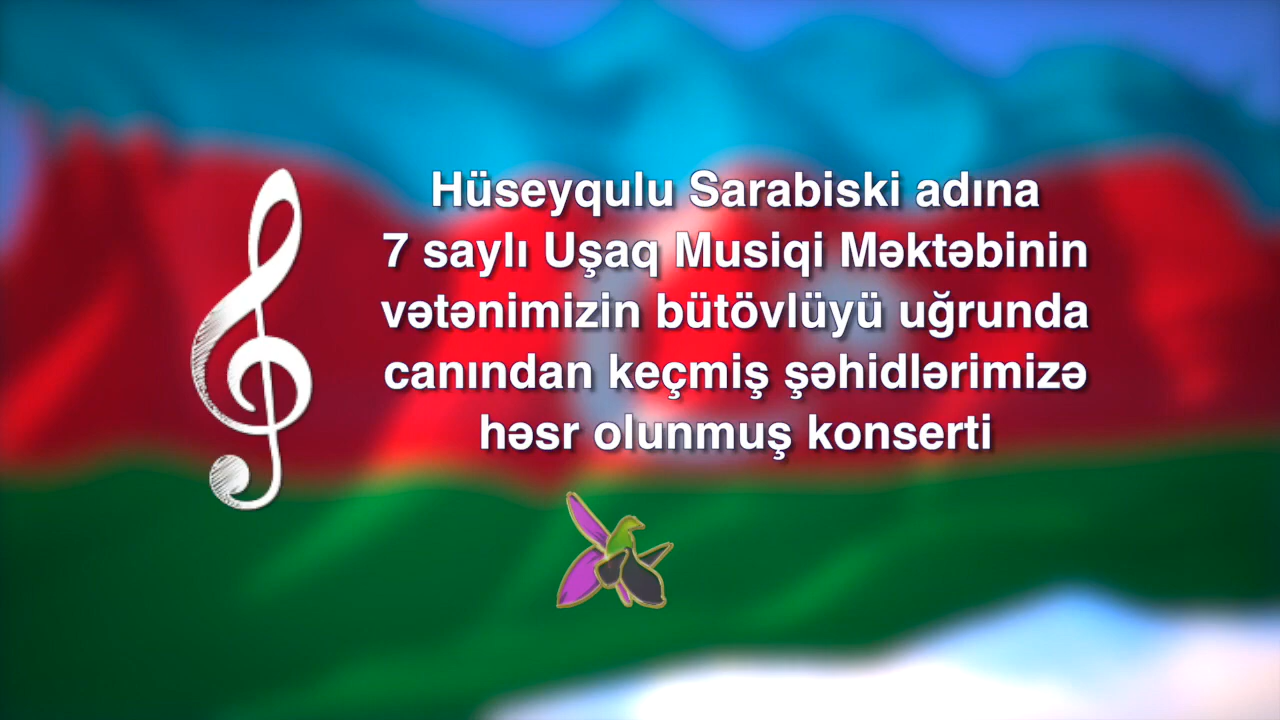 Hüseyqulu Sarabiski adına
7 saylı Uşaq Musiqi Məktəbinin
vətənimizin bütövlüyü uğrunda
canından keçmiş şəhidlərimizə
həsr olunmuş konserti